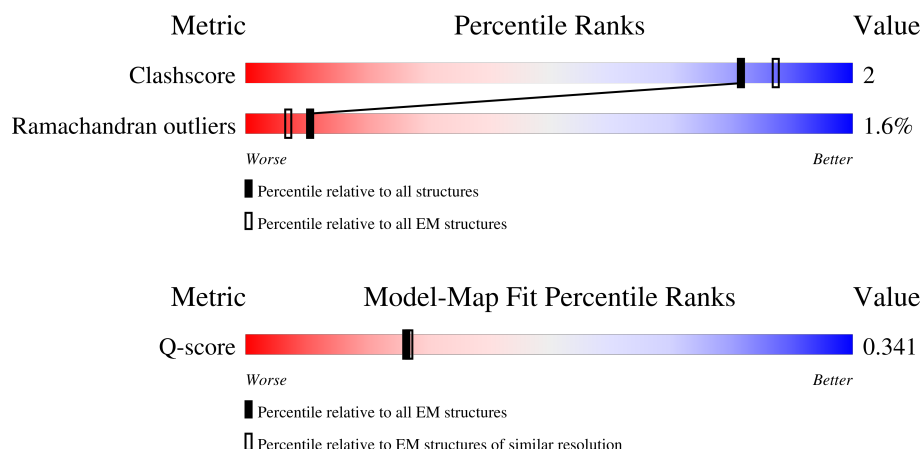 Metric Percentile Ranks Value
Clashscore 2
Ramachandran outliers 1.6%
Worse Better
Percentile relative to all structures
Percentile relative to all EM structures
Metric Model-Map Fit Percentile Ranks Value
Q-score 0.341
Worse Better
Percentile relative to all EM structures
Percentile relative to EM structures of similar resolution